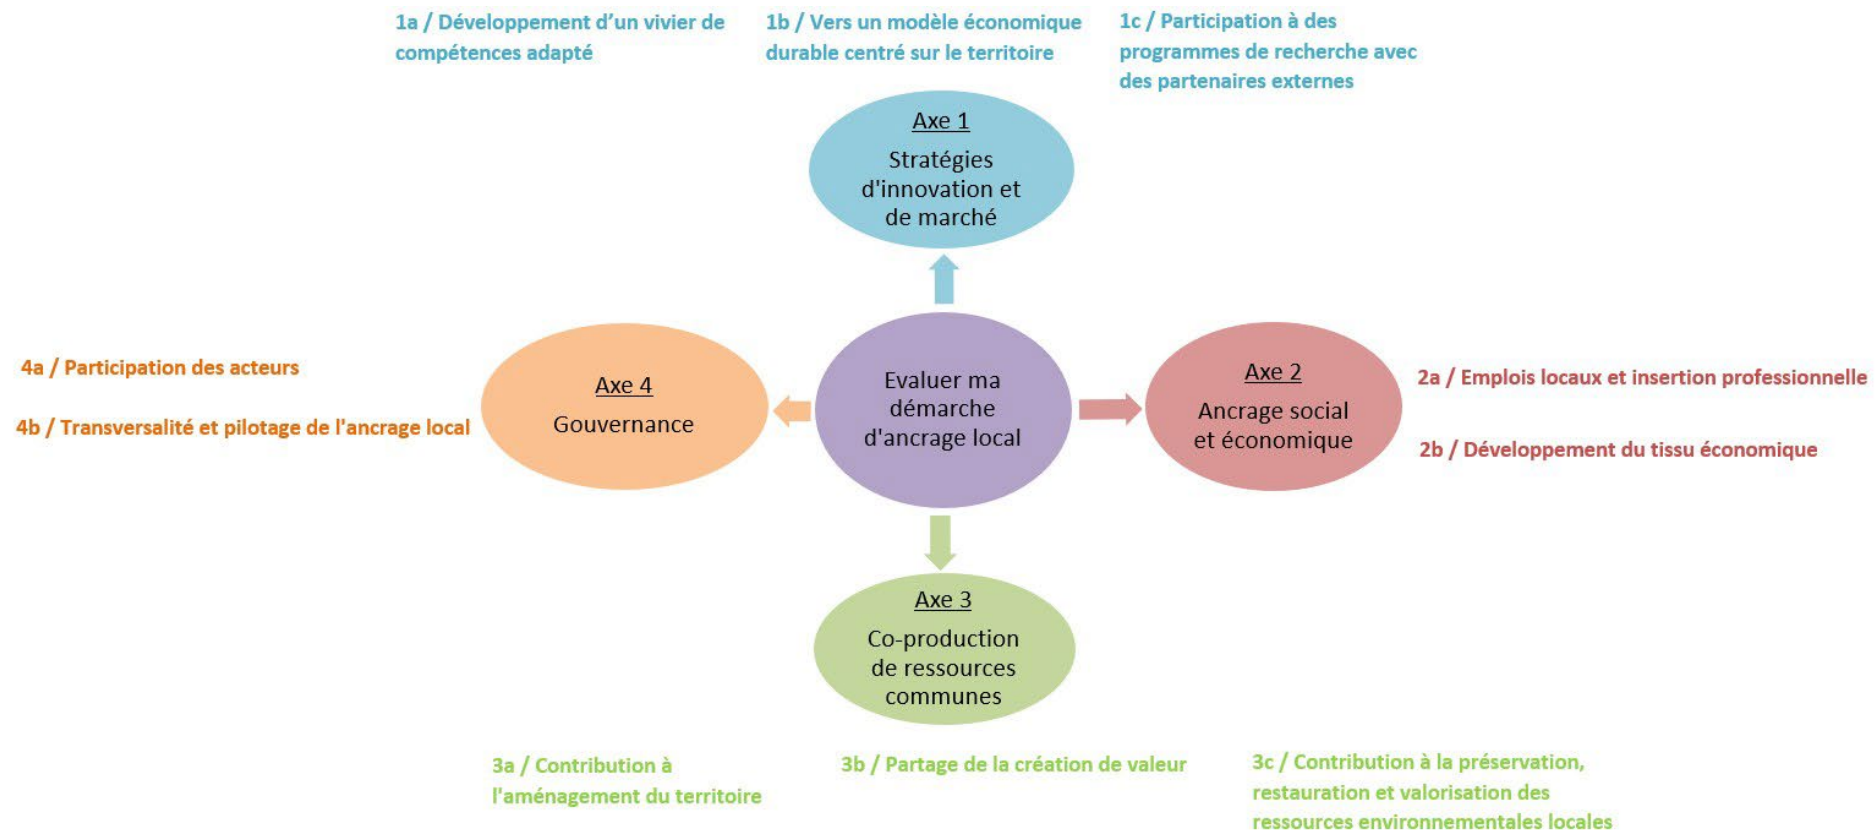 1a / Développement d’un vivier de
compétences adapté
1b / Vers un modèle économique
durable centré sur le territoire
1c / Participation à des
programmes de recherche avec
des partenaires externes
Axe 1
Stratégies
d'innovation et
de marché
4a / Participation des acteurs
4b / Transversalité et pilotage de l'ancrage local
Axe 4
Gouvernance
Evaluer ma
démarche
d'ancrage local
Axe 2
Ancrage social
et économique
2a / Emplois locaux et insertion professionnelle
2b / Développement du tissu économique
Axe 3
Co-production
de ressources
communes
3a / Contribution à
l'aménagement du territoire
3b / Partage de la création de valeur
3c / Contribution à la préservation,
restauration et valorisation des
ressources environnementales locales